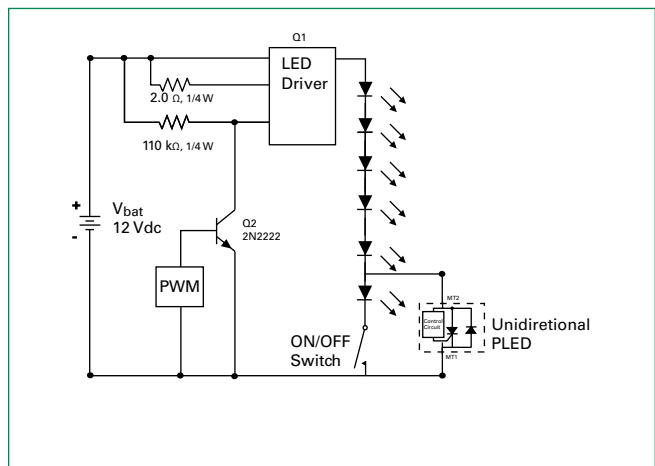 Q1
LED
Driver
2.0 Ω, 1/4 W
110 kΩ, 1/4 W
+
-
Vbat
12 Vdc
Q2
2N2222
PWM
ON/OFF
Switch
MT2
Control
Circuit
MT1
Unidiretional
PLED